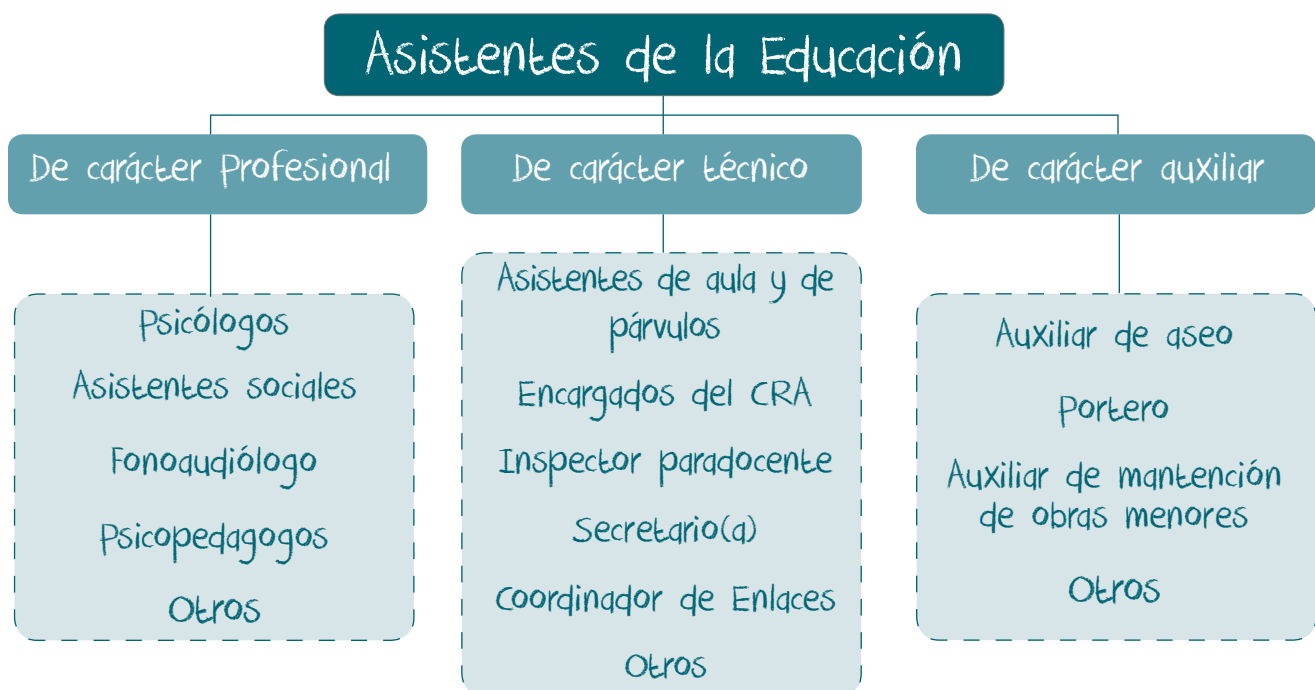 Asistentes de la Educación
De carácter Profesional
Psicólogos
Asistentes sociales
Fonoaudiólogo
Psicopedagogos
Otros
De carácter técnico
Asistentes de aula y de
párvulos
Encargados del CRA
Inspector paradocente
Secretario(a)
Coordinador de Enlaces
Otros
De carácter auxiliar
Auxiliar de aseo
Portero
Auxiliar de mantención
de obras menores
Otros